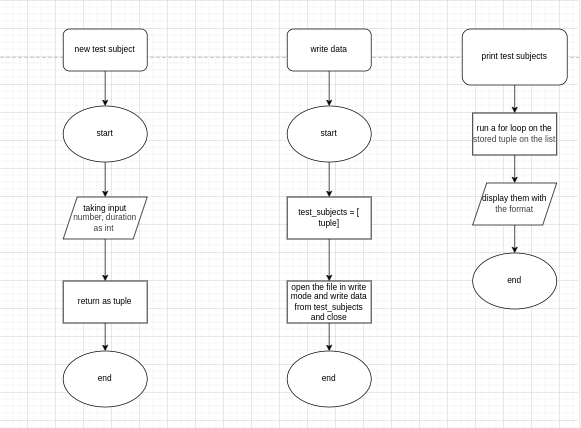 new test subject
start
taking input
number, duration
as int
return as tuple
end
write data
start
test_subjects = [
tuple]
open the file in write
mode and write data
from test_subjects
and close
end
print test subjects
run a for loop on the
stored tuple on the list
display them with
the format
end